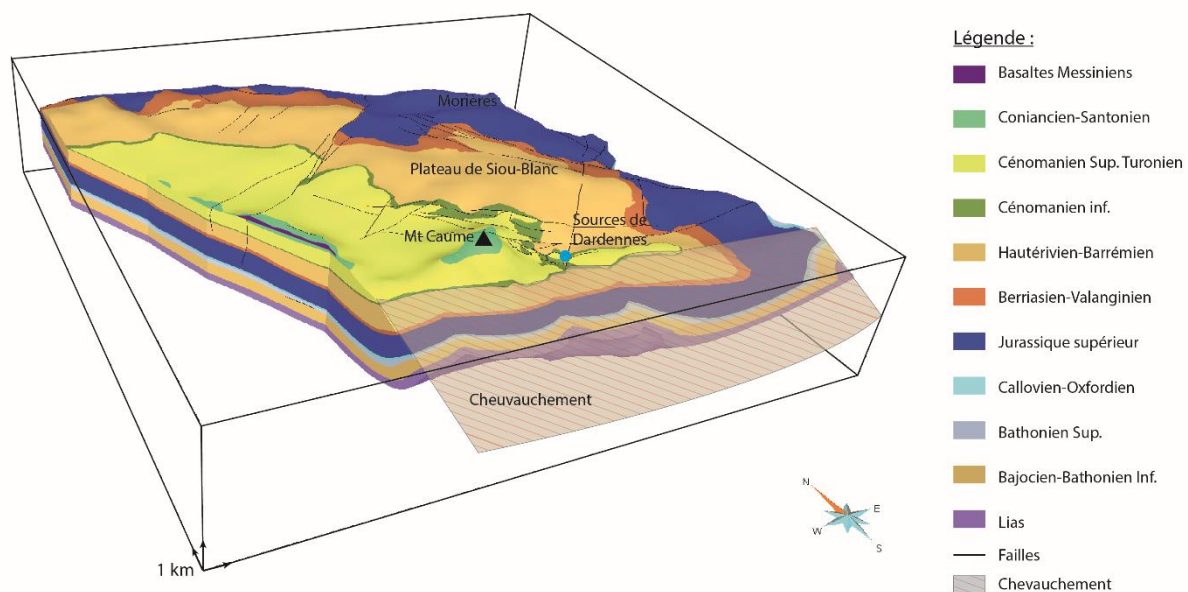 Morières
Plateau de Siou-Blanc
Sources de
Dardennes
Mt Caume
Cheuvauchement
1 km
N
E
W
S
Légende :
Basaltes Messiniens
Coniancien-Santonien
Cénomanien Sup. Turonien
Cénomanien inf.
Hautérivien-Barrémien
Berriasien-Valanginien
Jurassique supérieur
Callovien-Oxfordien
Bathonien Sup.
Bajocien-Bathonien Inf.
Lias
Failles
Chevauchement